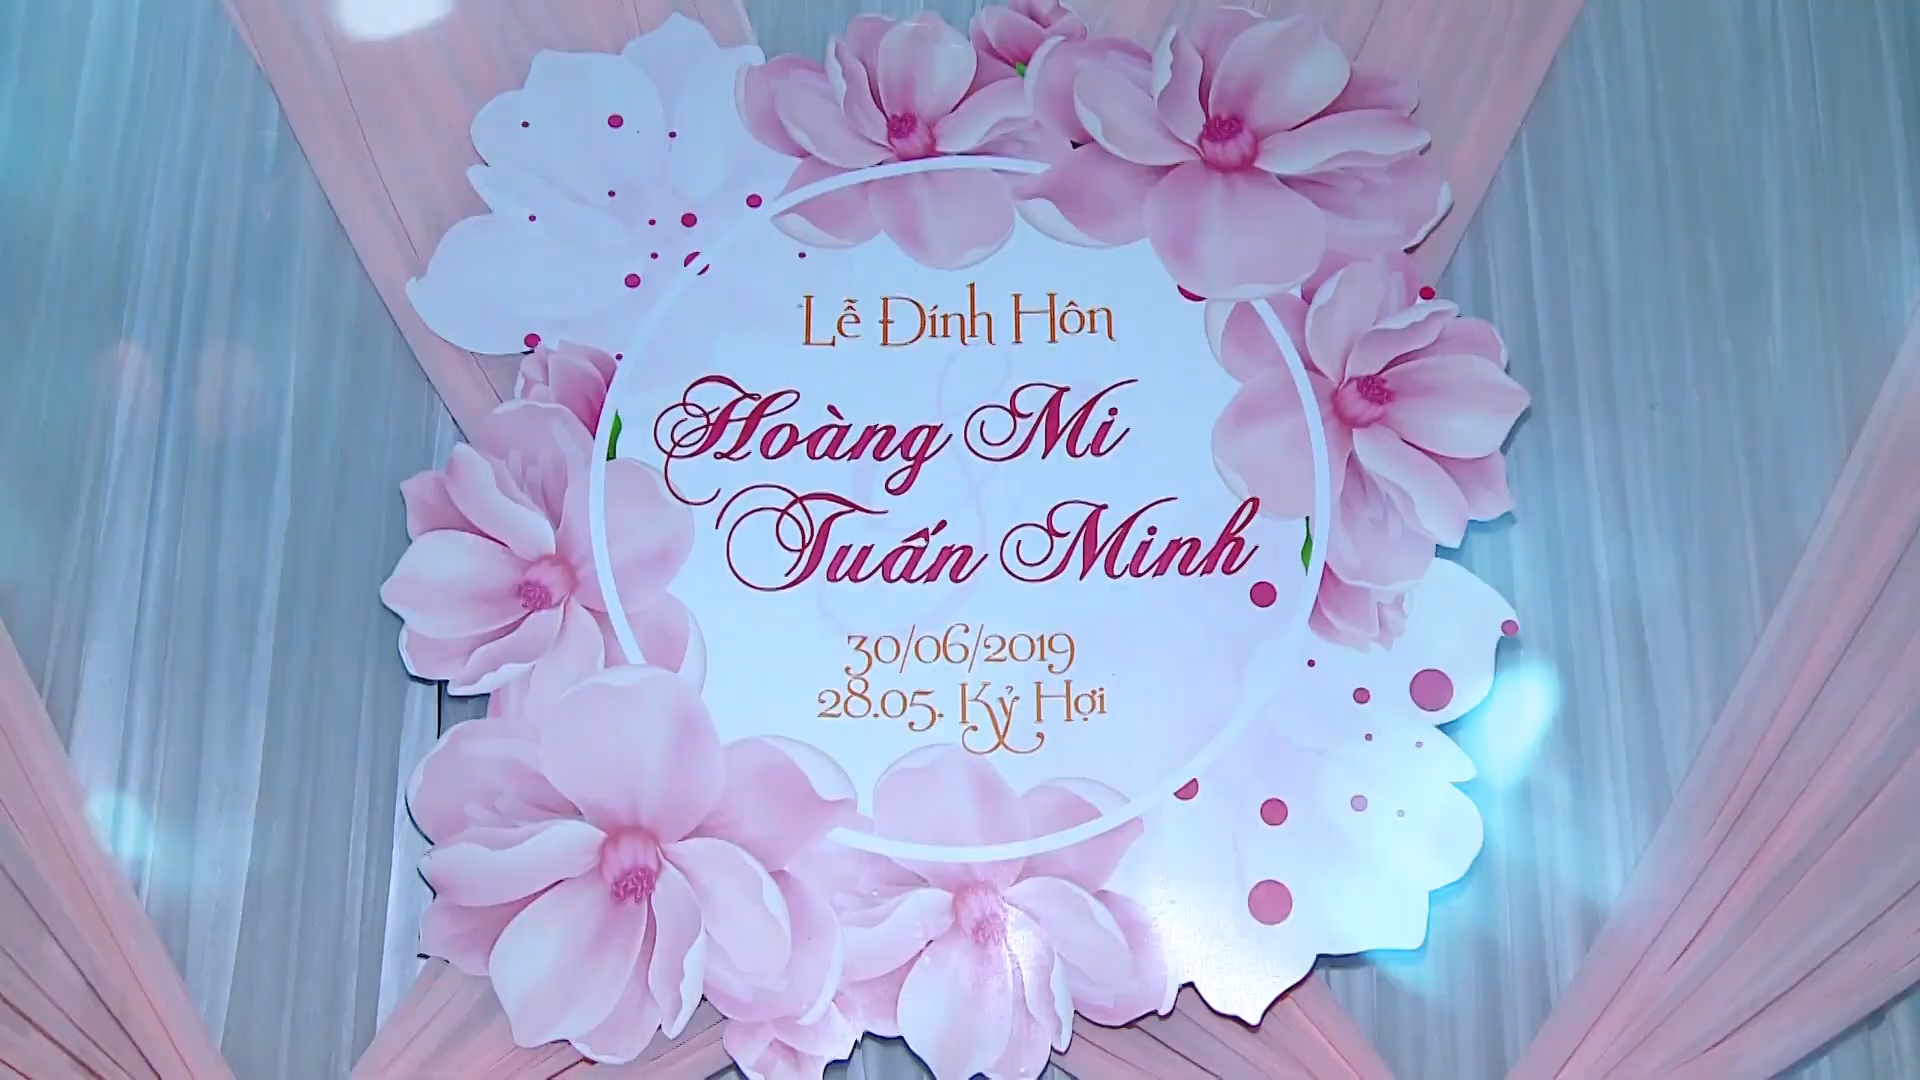 Lễ Đính Hôn
Hoàng Mi
Tuấn Minh
30/06/2019
28.05. Kỷ Hợi